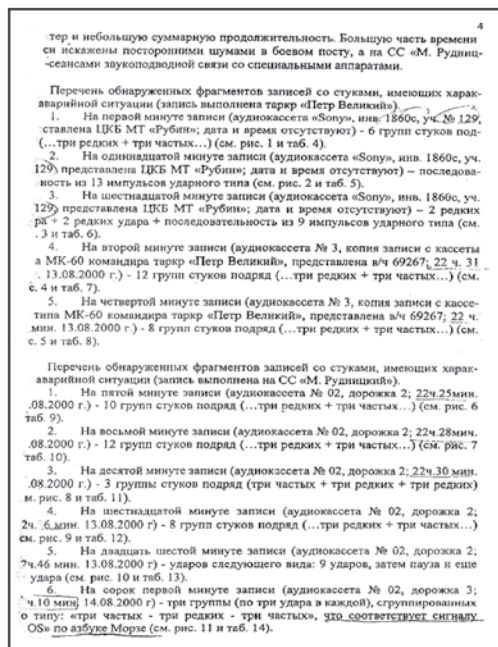 4
тер и небольшую суммарную продолжительность. Большую часть времени
си искажены посторонними шумами в боевом посту, а на СС «М. Рудниц-
-сеансами звукоподводной связи со специальными аппаратами.
Перечень обнаруженных фрагментов записей со стуками, имеющих харак-
аварийной ситуации (запись выполнена таркр «Петр Великий»).
1. На первой минуте записи (аудиокассета «Sony», инв. 1860с, уч. № 129,
ставлена ЦКБ МТ «Рубин»; дата и время отсутствуют) - 6 групп стуков под-
(…три редких + три частых…) (см. рис. 1 и таб. 4).
2. На одиннадцатой минуте записи (аудиокассета «Sony», инв. 1860с, уч.
129) представлена ЦКБ МТ «Рубин»; дата и время отсутствуют) – последова-
ность из 13 импульсов ударного типа (см. рис. 2 и таб. 5).
3. На шестнадцатой минуте записи (аудиокассета «Sony», инв. 1860с, уч.
129) представлена ЦКБ МТ «Рубин»; дата и время отсутствуют) – 2 редких
ра + 2 редких удара + последовательность из 9 импульсов ударного типа (см.
. 3 и таб. 6).
4. На второй минуте записи (аудиокассета № 3, копия записи с кассеты
а МК-60 командира таркр «Петр Великий», представлена в/ч 69267; 22 ч. 31
. 13.08.2000 г.) - 12 групп стуков подряд (…три редких + три частых…) (см.
с. 4 и таб. 7).
5. На четвертой минуте записи (аудиокассета № 3, копия записи с кассе-
типа МК-60 командира таркр «Петр Великий», представлена в/ч 69267; 22 ч.
мин. 13.08.2000 г.) - 8 групп стуков подряд (…три редких + три частых…) (см.
с. 5 и таб. 8).
Перечень обнаруженных фрагментов записей со стуками, имеющих харак-
аварийной ситуации (запись выполнена на СС «М. Рудницкий»).
1. На пятой минуте записи (аудиокассета № 02, дорожка 2; 22ч.25мин.
.08.2000 г.) - 10 групп стуков подряд (…три редких + три частых…) (см. рис. 6
таб. 9).
2. На восьмой минуте записи (аудиокассета № 02, дорожка 2; 22ч.28мин.
.08.2000 г.) - 12 групп стуков подряд (…три редких + три частых…) (см. рис. 7
таб. 10).
3. На десятой минуте записи (аудиокассета № 02, дорожка 2; 22ч.30 мин.
.08.2000 г.) - 3 группы стуков подряд (три частых + три редких + три редких)
м. рис. 8 и таб. 11).
4. На шестнадцатой минуте записи (аудиокассета № 02, дорожка 2;
2ч. 6 мин. 13.08.2000 г) - 8 групп стуков подряд (…три редких + три частых…)
см. рис. 9 и таб. 12).
5. На двадцать шестой минуте записи (аудиокассета № 02, дорожка 2;
?ч.46 мин. 13.08.2000 г) - ударов следующего вида: 9 ударов, затем пауза и еще
удара (см. рис. 10 и таб. 13).
6. На сорок первой минуте записи (аудиокассета № 02, дорожка 3;
ч.10 мин. 14.08.2000 г) - три группы (по три удара в каждой), сгруппированных
о типу: «три частых - три редких - три частых», что соответствует сигналу
OS» по азбуке Морзе (см. рис. 11 и таб. 14).